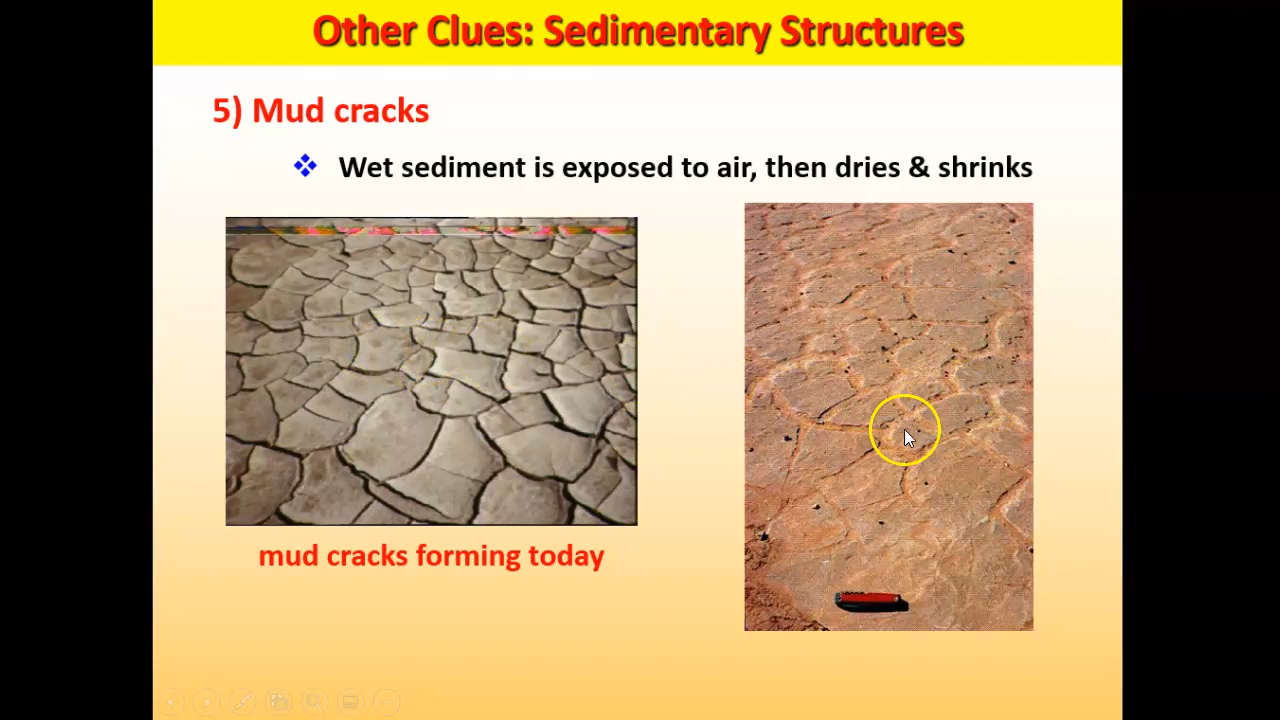 Other Clues: Sedimentary Structures
5) Mud cracks
❖ Wet sediment is exposed to air, then dries & shrinks
mud cracks forming today